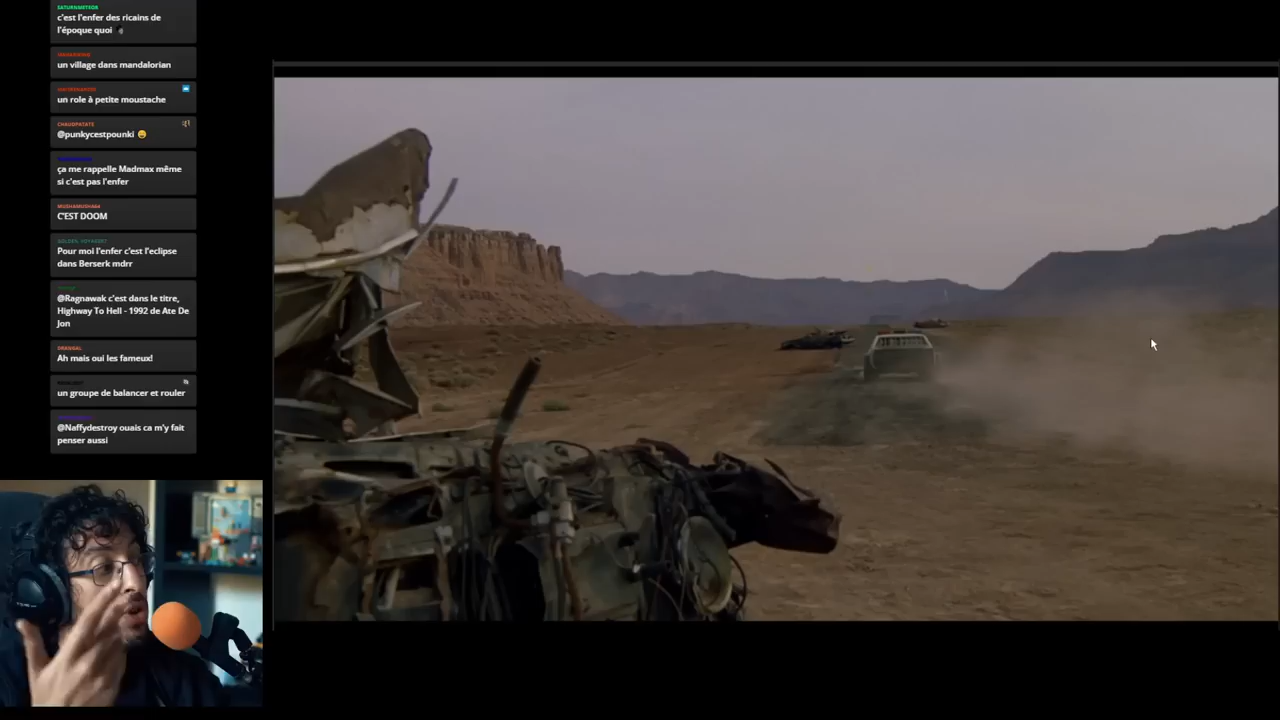 SATURNMETEOR
c'est l'enfer des ricains de
l'époque quoi
un village dans mandalorian
un role à petite moustache
CHAUDPATATE
@punkycestpounki
ça me rappelle Madmax même
si c'est pas l'enfer
MUSHAMUSHA64
C'EST DOOM
Pour moi l'enfer c'est l'eclipse
dans Berserk mdrr
@Ragnawak c'est dans le titre,
Highway To Hell - 1992 de Ate De
Jon
Ah mais oui les fameux!
un groupe de balancer et rouler
@Naffydestroy ouais ca m'y fait
penser aussi